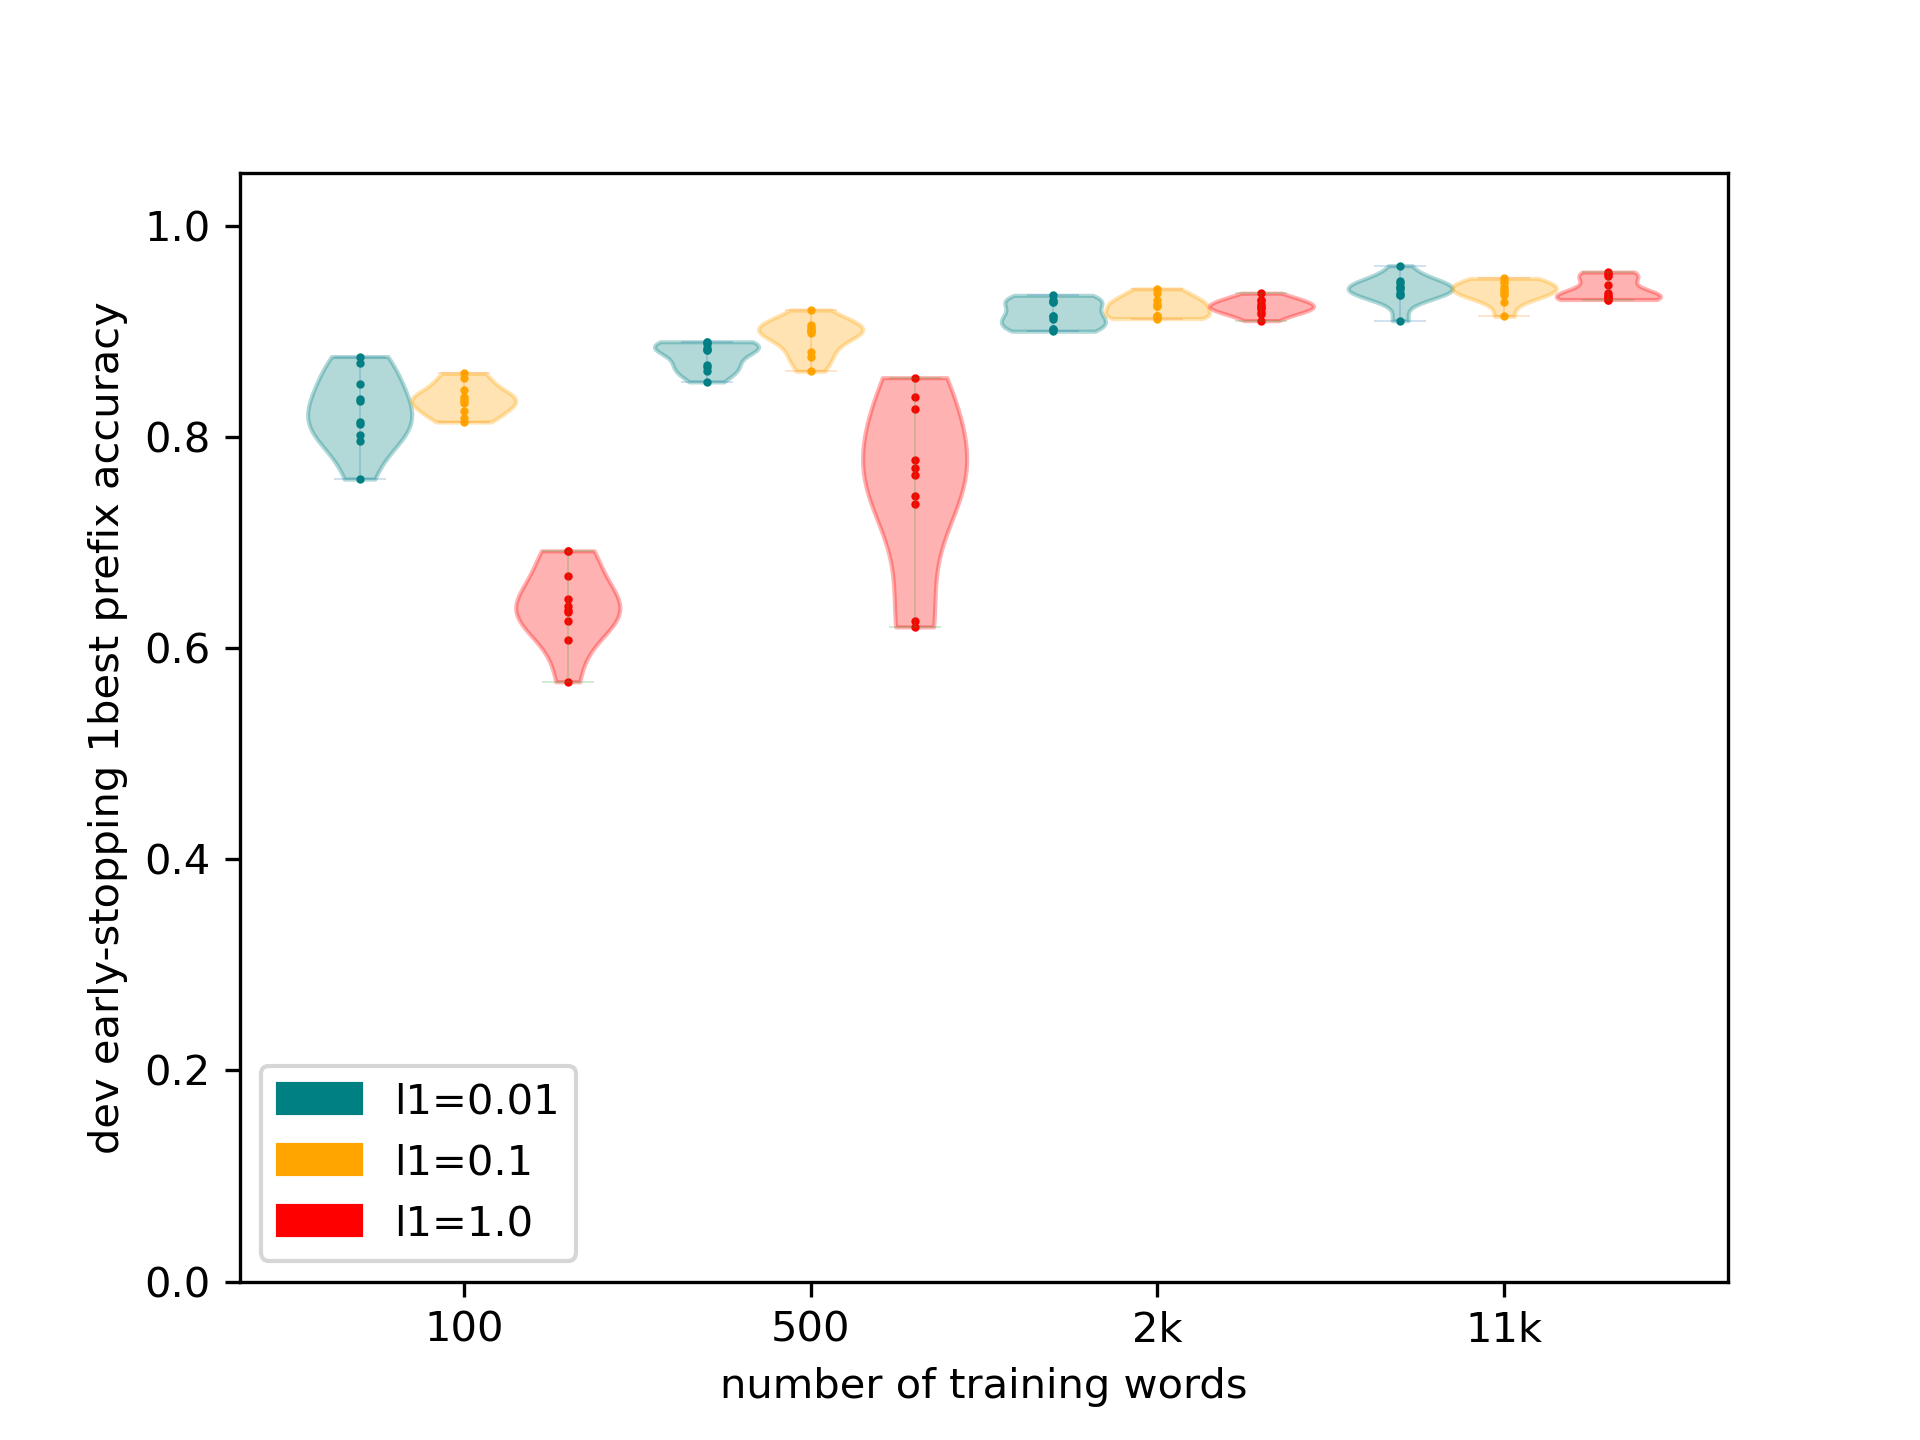 dev early-stopping 1best prefix accuracy
1.0
0.8
0.6
0.4
0.2
0.0
l1=0.01
l1=0.1
l1=1.0
100
500
2k
11k
number of training words